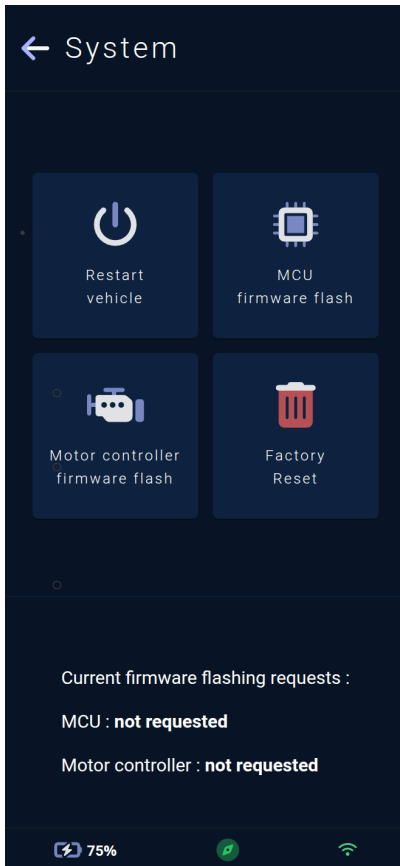 System
Restart
vehicle
MCU
firmware flash
Motor controller
firmware flash
Factory
Reset
Current firmware flashing requests :
MCU : not requested
Motor controller : not requested
75%